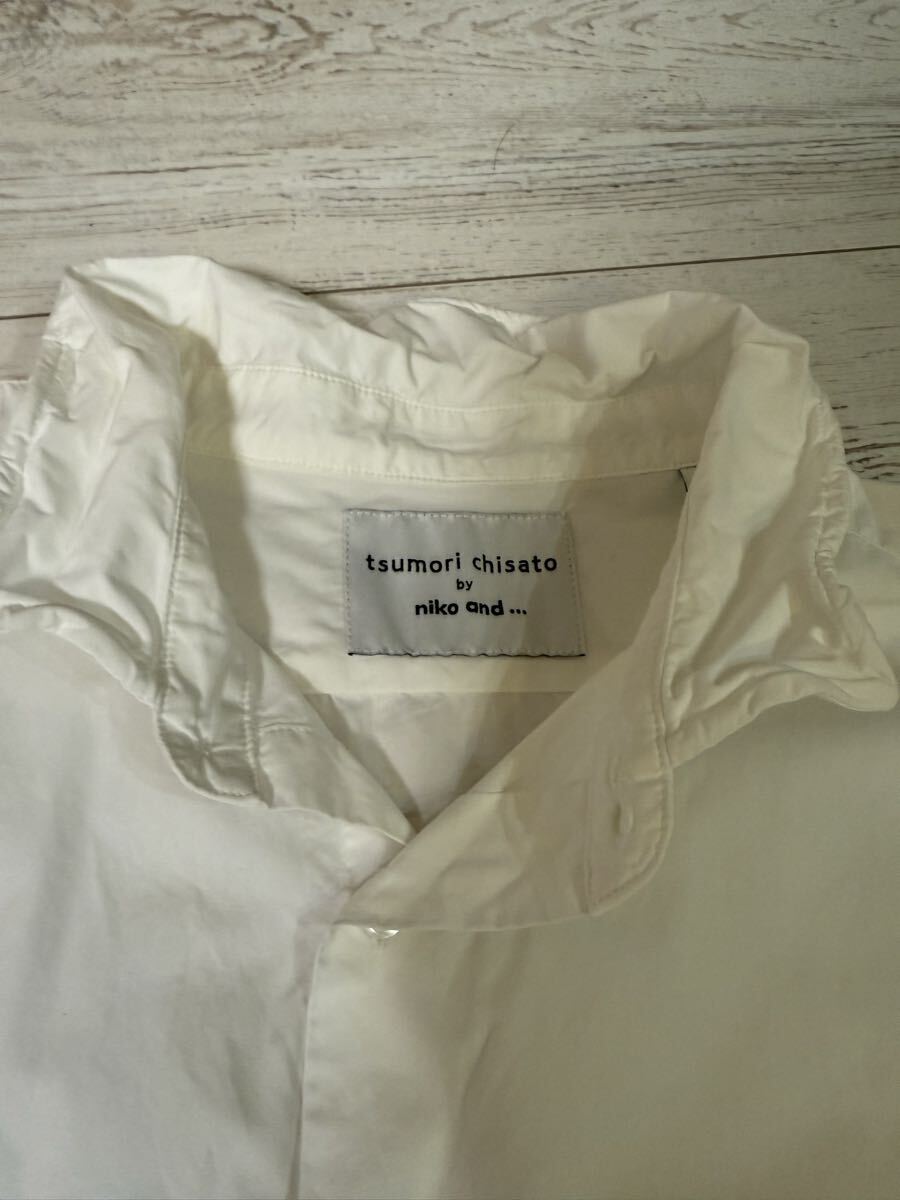 tsumori chisato
by
niko and ...